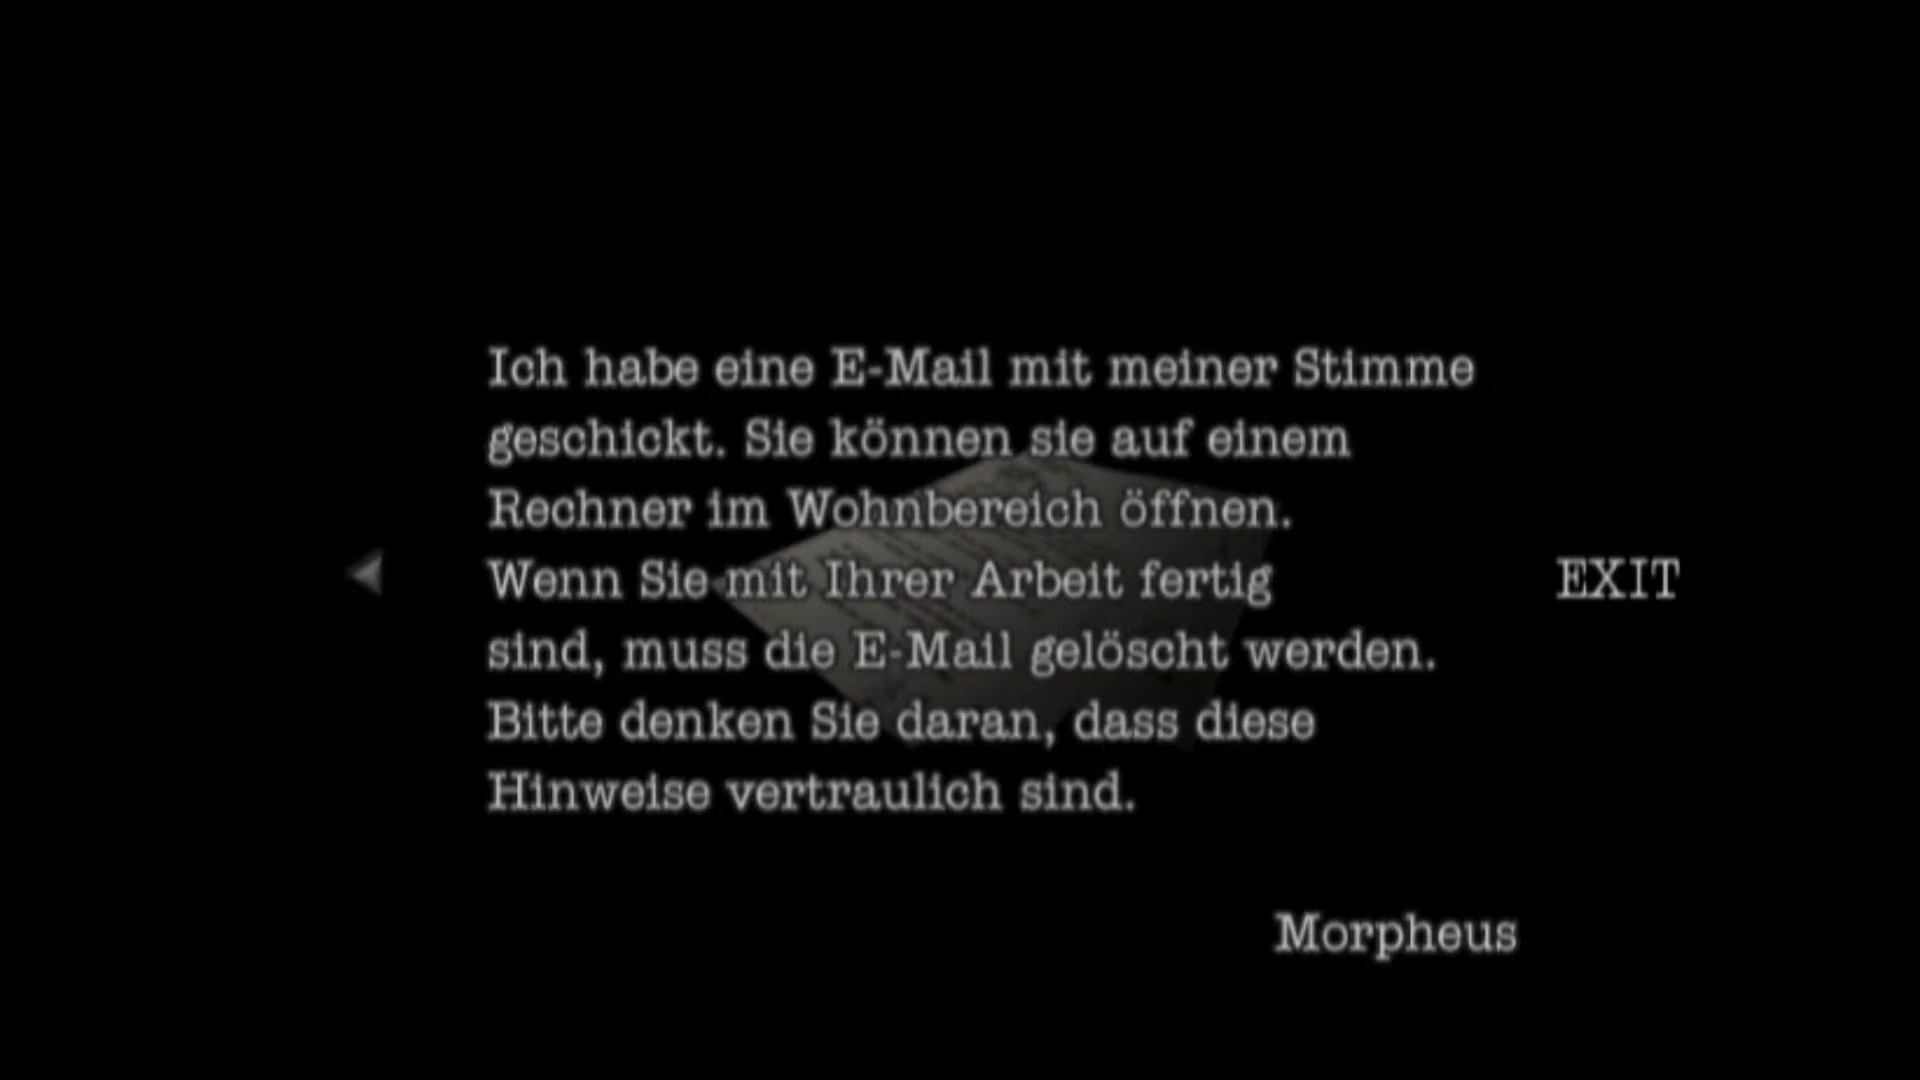 Ich habe eine E-Mail mit meiner Stimme
geschickt. Sie können sie auf einem
Rechner im Wohnbereich öffnen.
Wenn Sie mit Ihrer Arbeit fertig
sind, muss die E-Mail gelöscht werden.
Bitte denken Sie daran, dass diese
Hinweise vertraulich sind.
Morpheus
EXIT